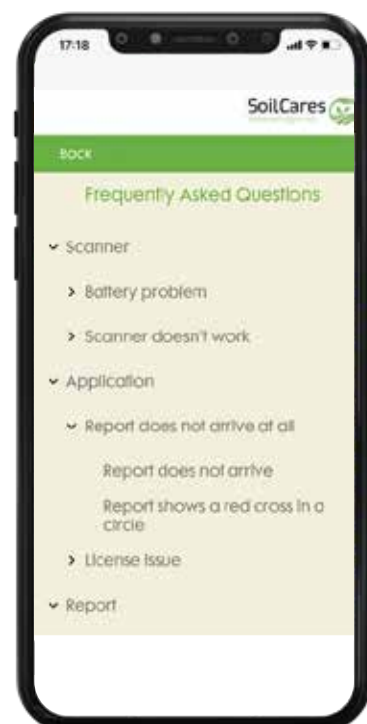 17:18
SoilCares
Back
Frequently Asked Questions
Scanner
Battery problem
Scanner doesn't work
Application
Report does not arrive at all
Report does not arrive
Report shows a red cross in a
circle
License Issue
Report